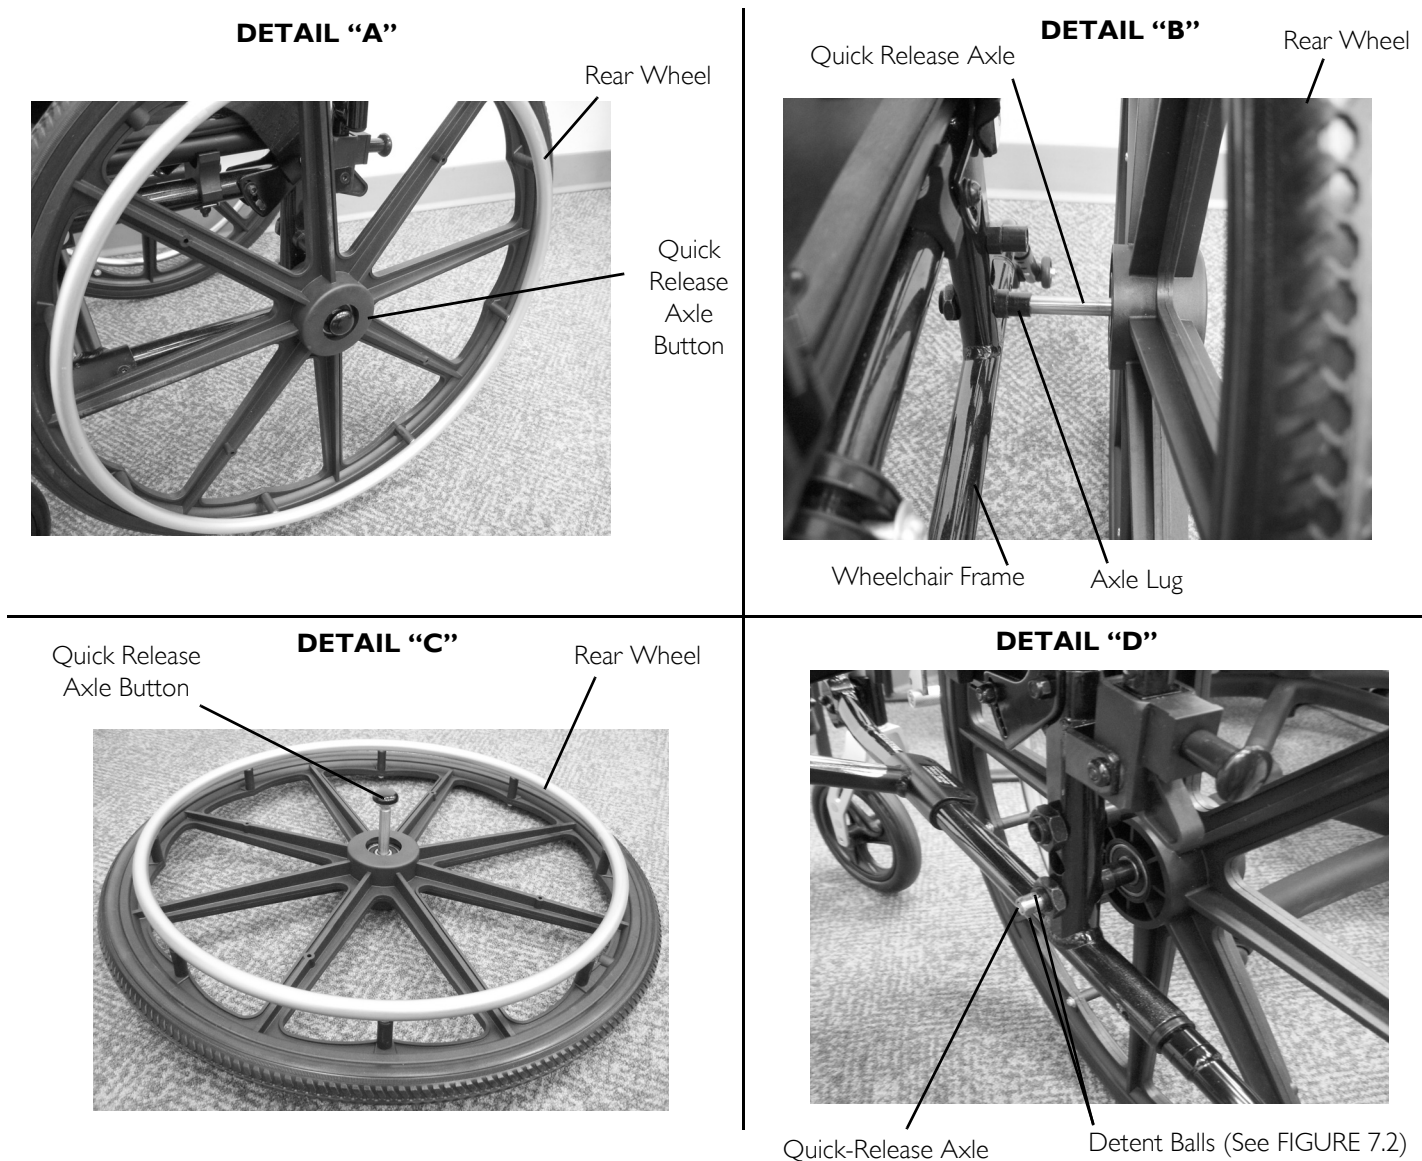 DETAIL “A”
Rear Wheel
Quick
Release
Axle
Button
DETAIL “B”
Quick Release Axle
Rear Wheel
Wheelchair Frame
Axle Lug
DETAIL “C”
Quick Release
Axle Button
Rear Wheel
DETAIL “D”
Quick-Release Axle
Detent Balls (See FIGURE 7.2)